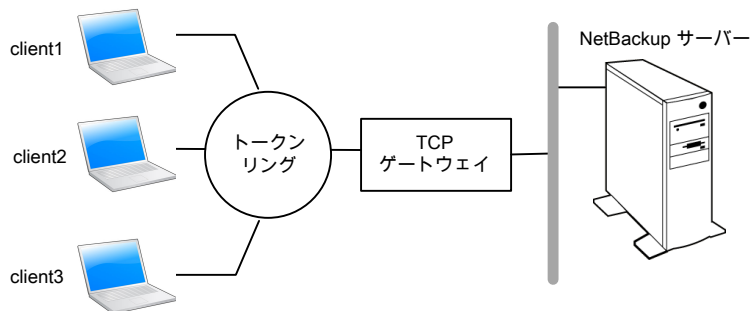 client1
client2
client3
トークン
リング
TCP
ゲートウェイ
NetBackup サーバー